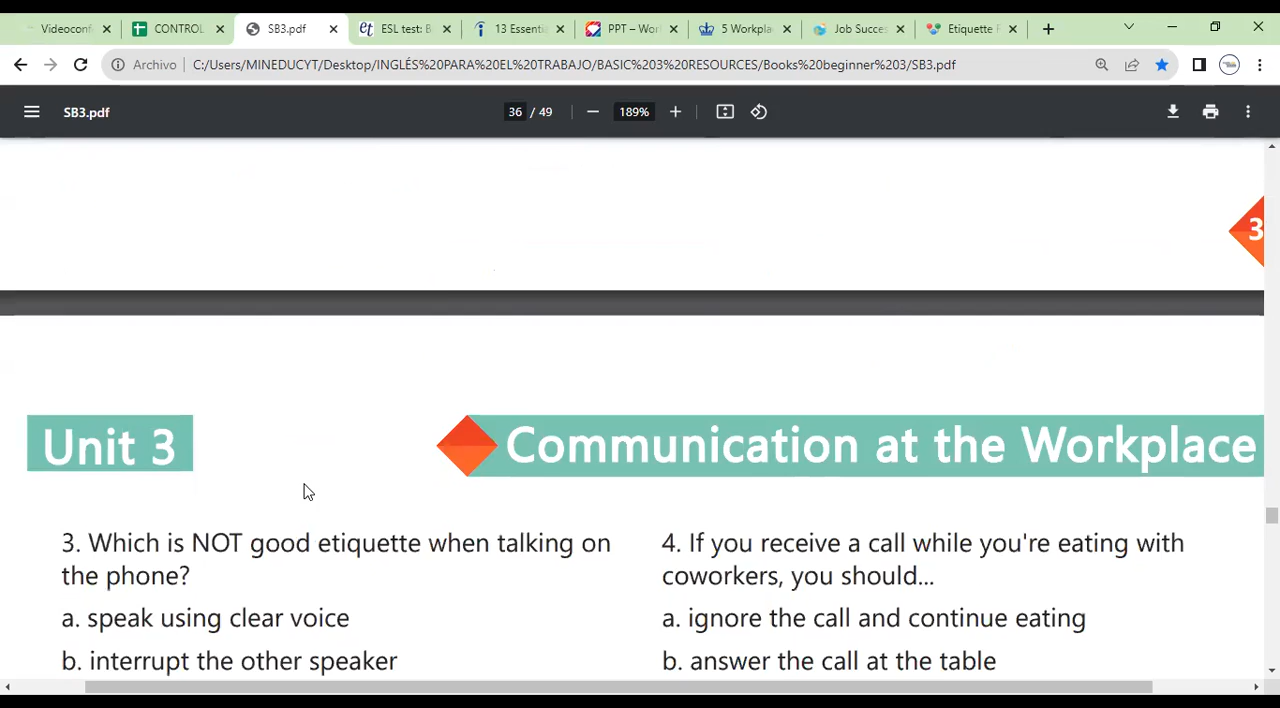 Videoconf
CONTROL
SB3.pdf
ESL test: B
13 Essenti
PPT – Wor
5 Workpla
Job Succes
Etiquette F
Archivo
C:/Users/MINEDUCYT/Desktop/INGLÉS%20PARA%20EL%20TRABAJO/BASIC%203%20RESOURCES/Books%20beginner%203/SB3.pdf
SB3.pdf
36 / 49
189%
3
Unit 3
Communication at the Workplace
3. Which is NOT good etiquette when talking on
the phone?
a. speak using clear voice
b. interrupt the other speaker
4. If you receive a call while you're eating with
coworkers, you should...
a. ignore the call and continue eating
b. answer the call at the table